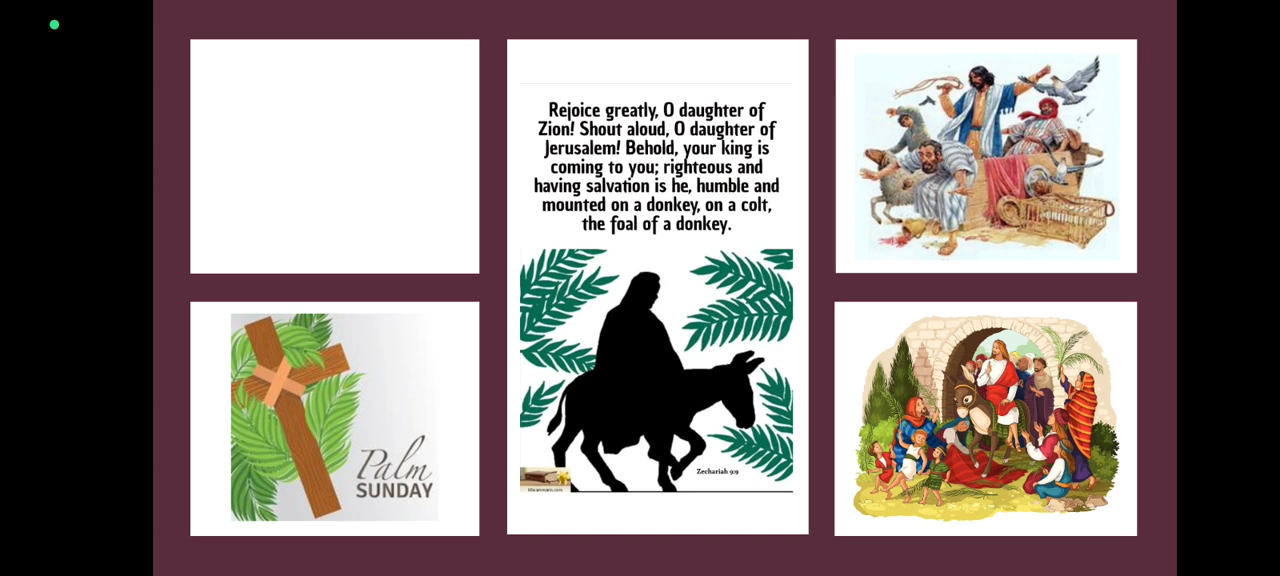 Rejoice greatly, O daughter of
Zion! Shout aloud, O daughter of
Jerusalem! Behold, your king is
coming to you; righteous and
having salvation is he, humble and
mounted on a donkey, on a colt,
the foal of a donkey.
Zechariah 9:9
Palm
SUNDAY